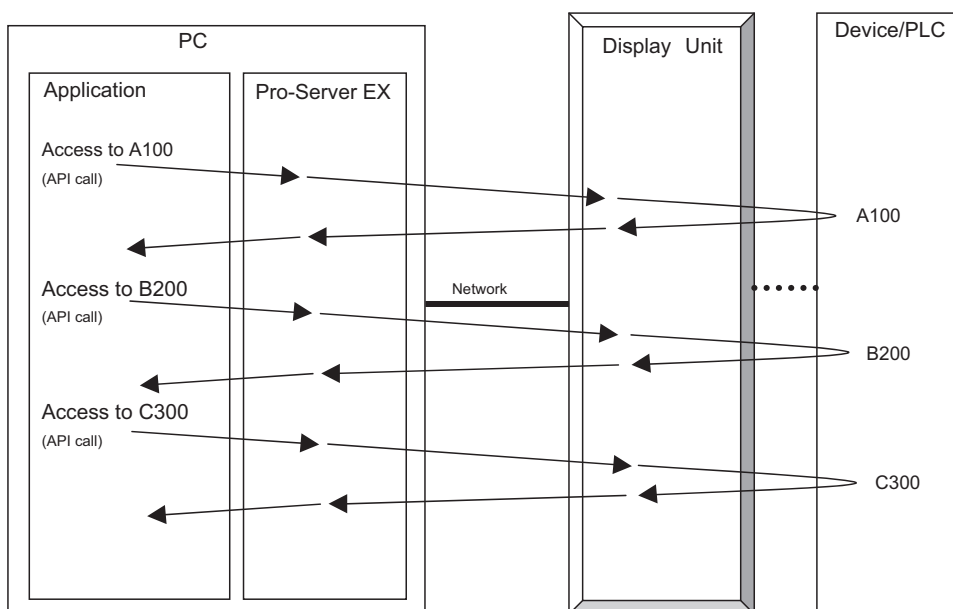 PC
Display Unit
Device/PLC
Application
Pro-Server EX
Access to A100
(API call)
A100
Access to B200
(API call)
Network
B200
Access to C300
(API call)
C300